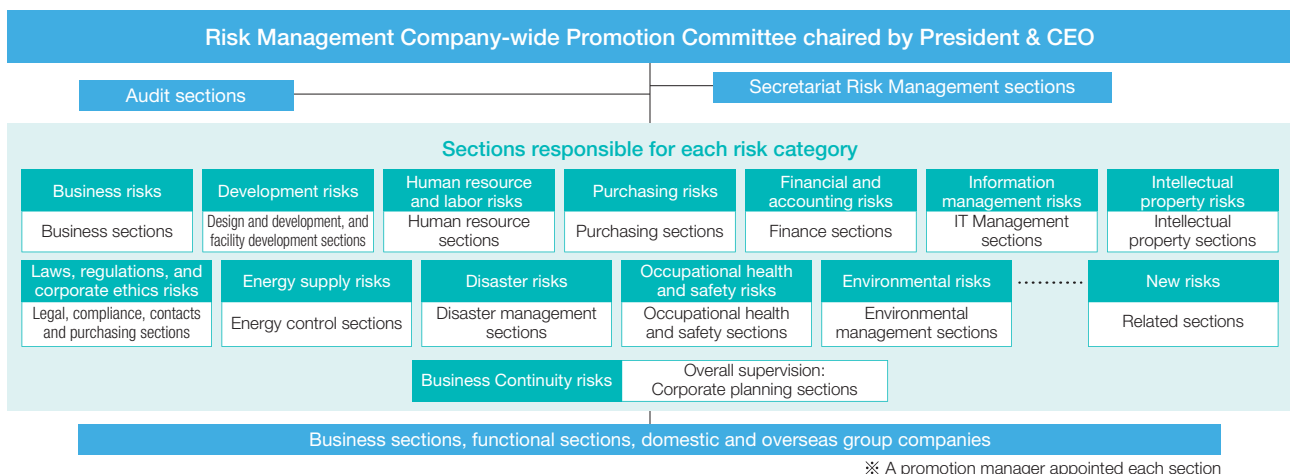 Risk Management Company-wide Promotion Committee chaired by President & CEO
Audit sections
Secretariat Risk Management sections
Sections responsible for each risk category
Business risks
Business sections
Development risks
Design and development, and
facility development sections
Human resource
and labor risks
Human resource
sections
Purchasing risks
Purchasing sections
Financial and
accounting risks
Finance sections
Information
management risks
IT Management
sections
Intellectual
property risks
Intellectual
property sections
Laws, regulations, and
corporate ethics risks
Legal, compliance, contacts
and purchasing sections
Energy supply risks
Energy control sections
Disaster risks
Disaster management
sections
Occupational health
and safety risks
Occupational health
and safety sections
Environmental risks
Environmental
management sections
New risks
Related sections
Business Continuity risks
Overall supervision:
Corporate planning sections
Business sections, functional sections, domestic and overseas group companies
※ A promotion manager appointed each section